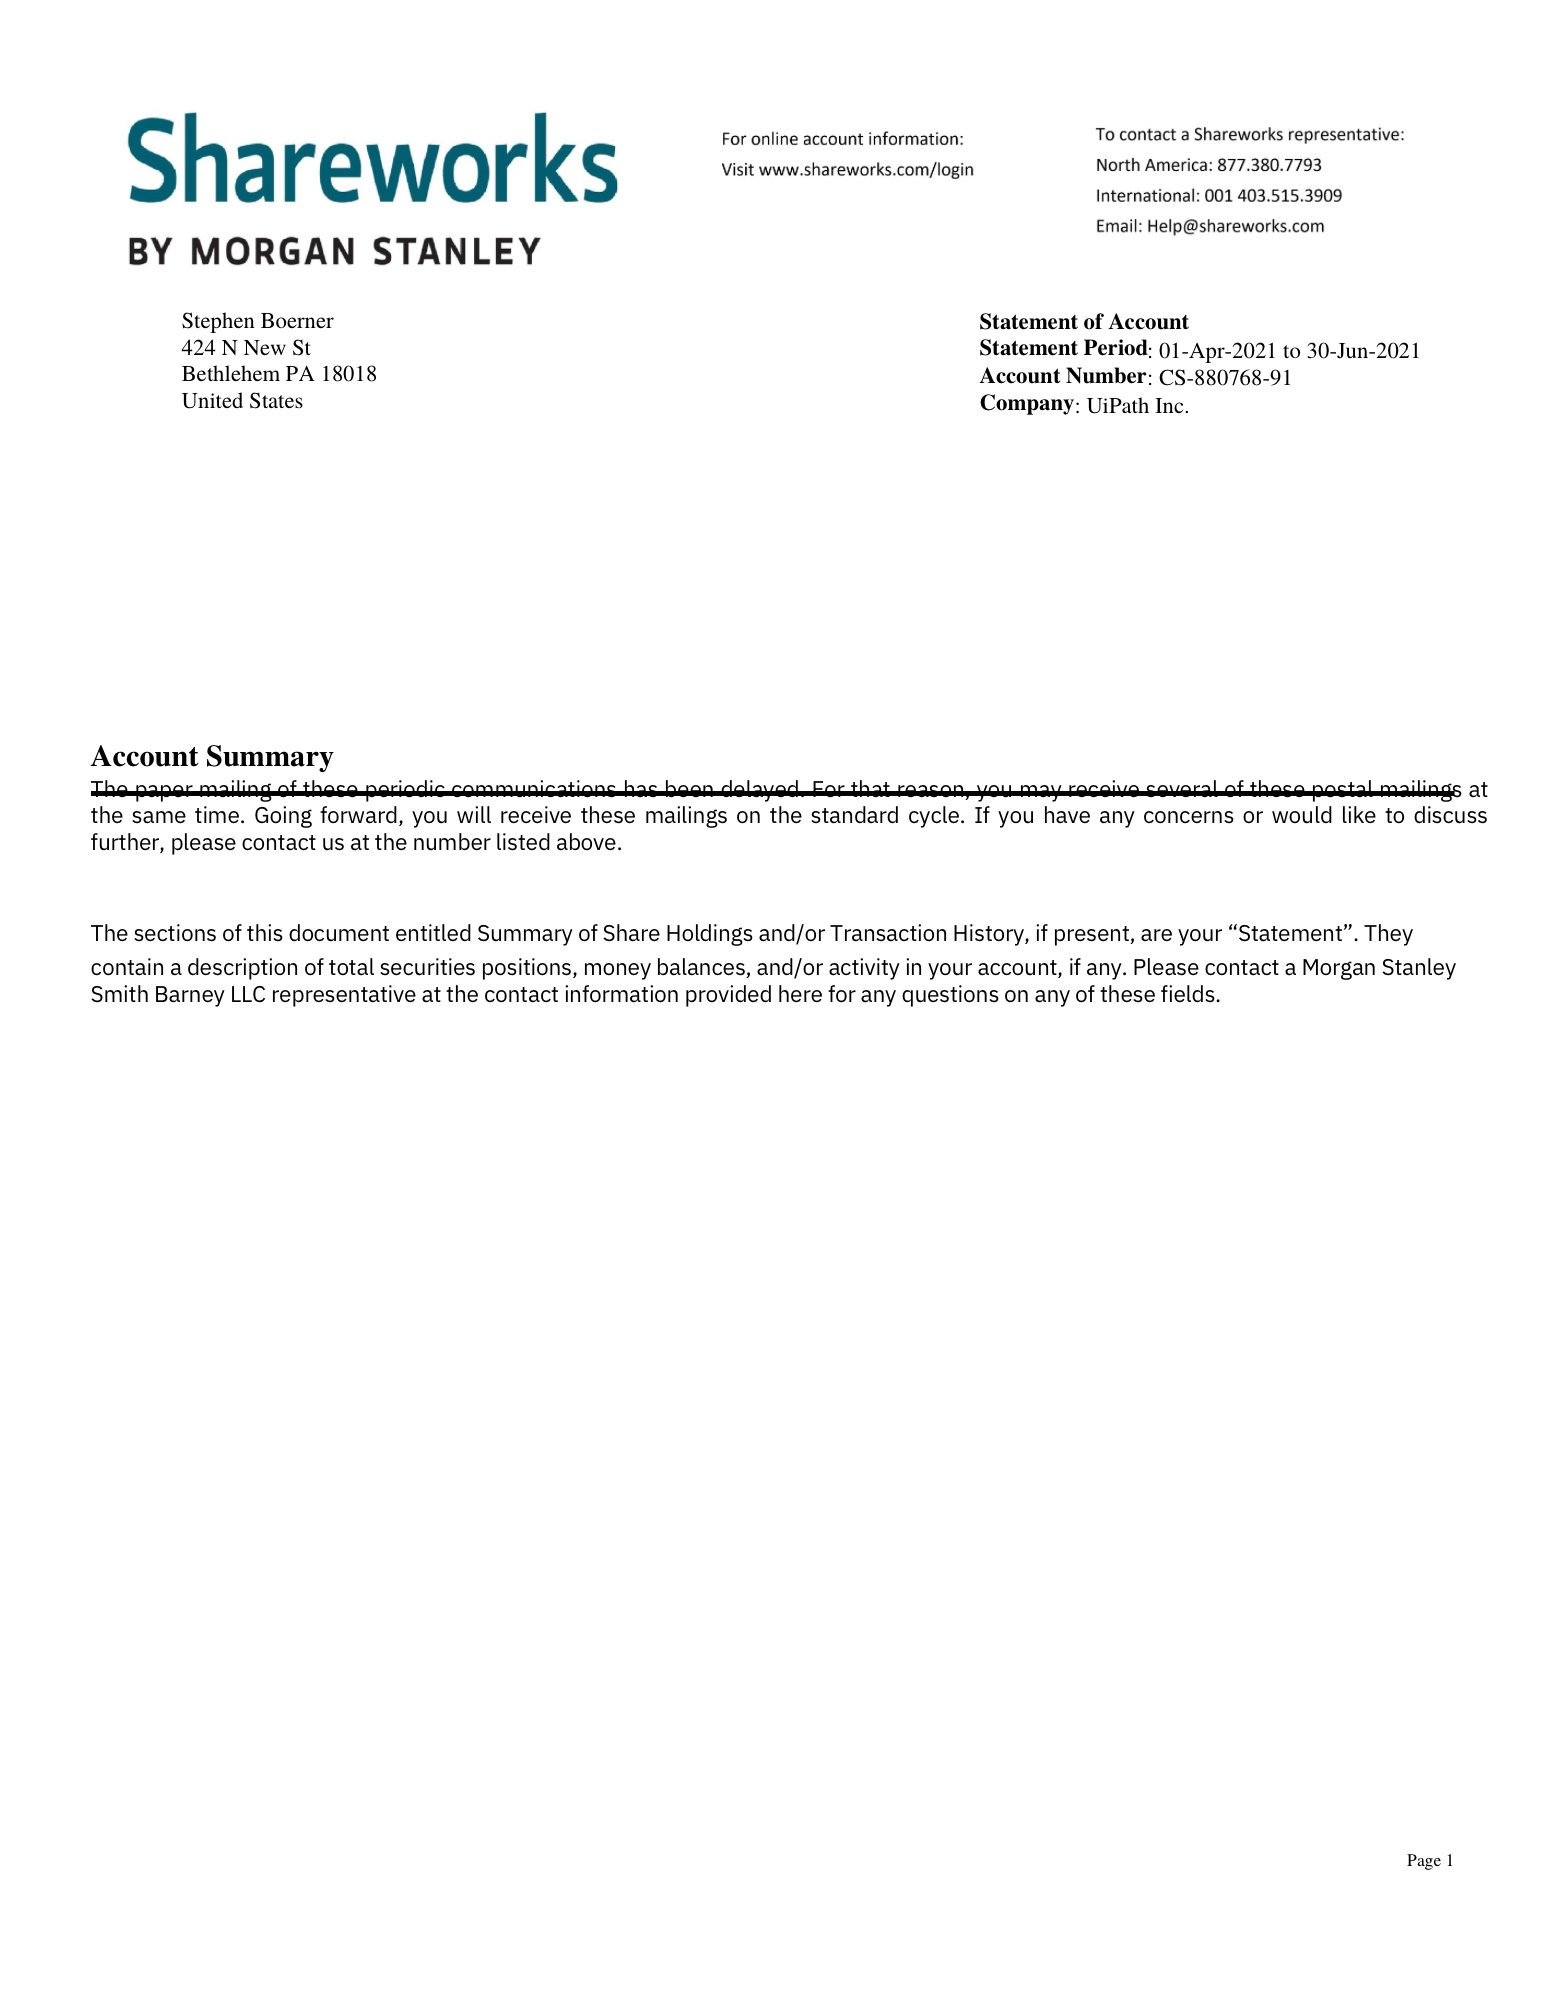 Shareworks
BY MORGAN STANLEY
For online account information:
Visit www.shareworks.com/login
To contact a Shareworks representative:
North America: 877.380.7793
International: 001 403.515.3909
Email: Help@shareworks.com
Stephen Boerner
424 N New St
Bethlehem PA 18018
United States
Statement of Account
Statement Period: 01-Apr-2021 to 30-Jun-2021
Account Number: CS-880768-91
Company: UiPath Inc.
Account Summary
The paper mailing of these periodic communications has been delayed. For that reason, you may receive several of these postal mailings at
the same time. Going forward, you will receive these mailings on the standard cycle. If you have any concerns or would like to discuss
further, please contact us at the number listed above.
The sections of this document entitled Summary of Share Holdings and/or Transaction History, if present, are your “Statement”. They
contain a description of total securities positions, money balances, and/or activity in your account, if any. Please contact a Morgan Stanley
Smith Barney LLC representative at the contact information provided here for any questions on any of these fields.
Page 1